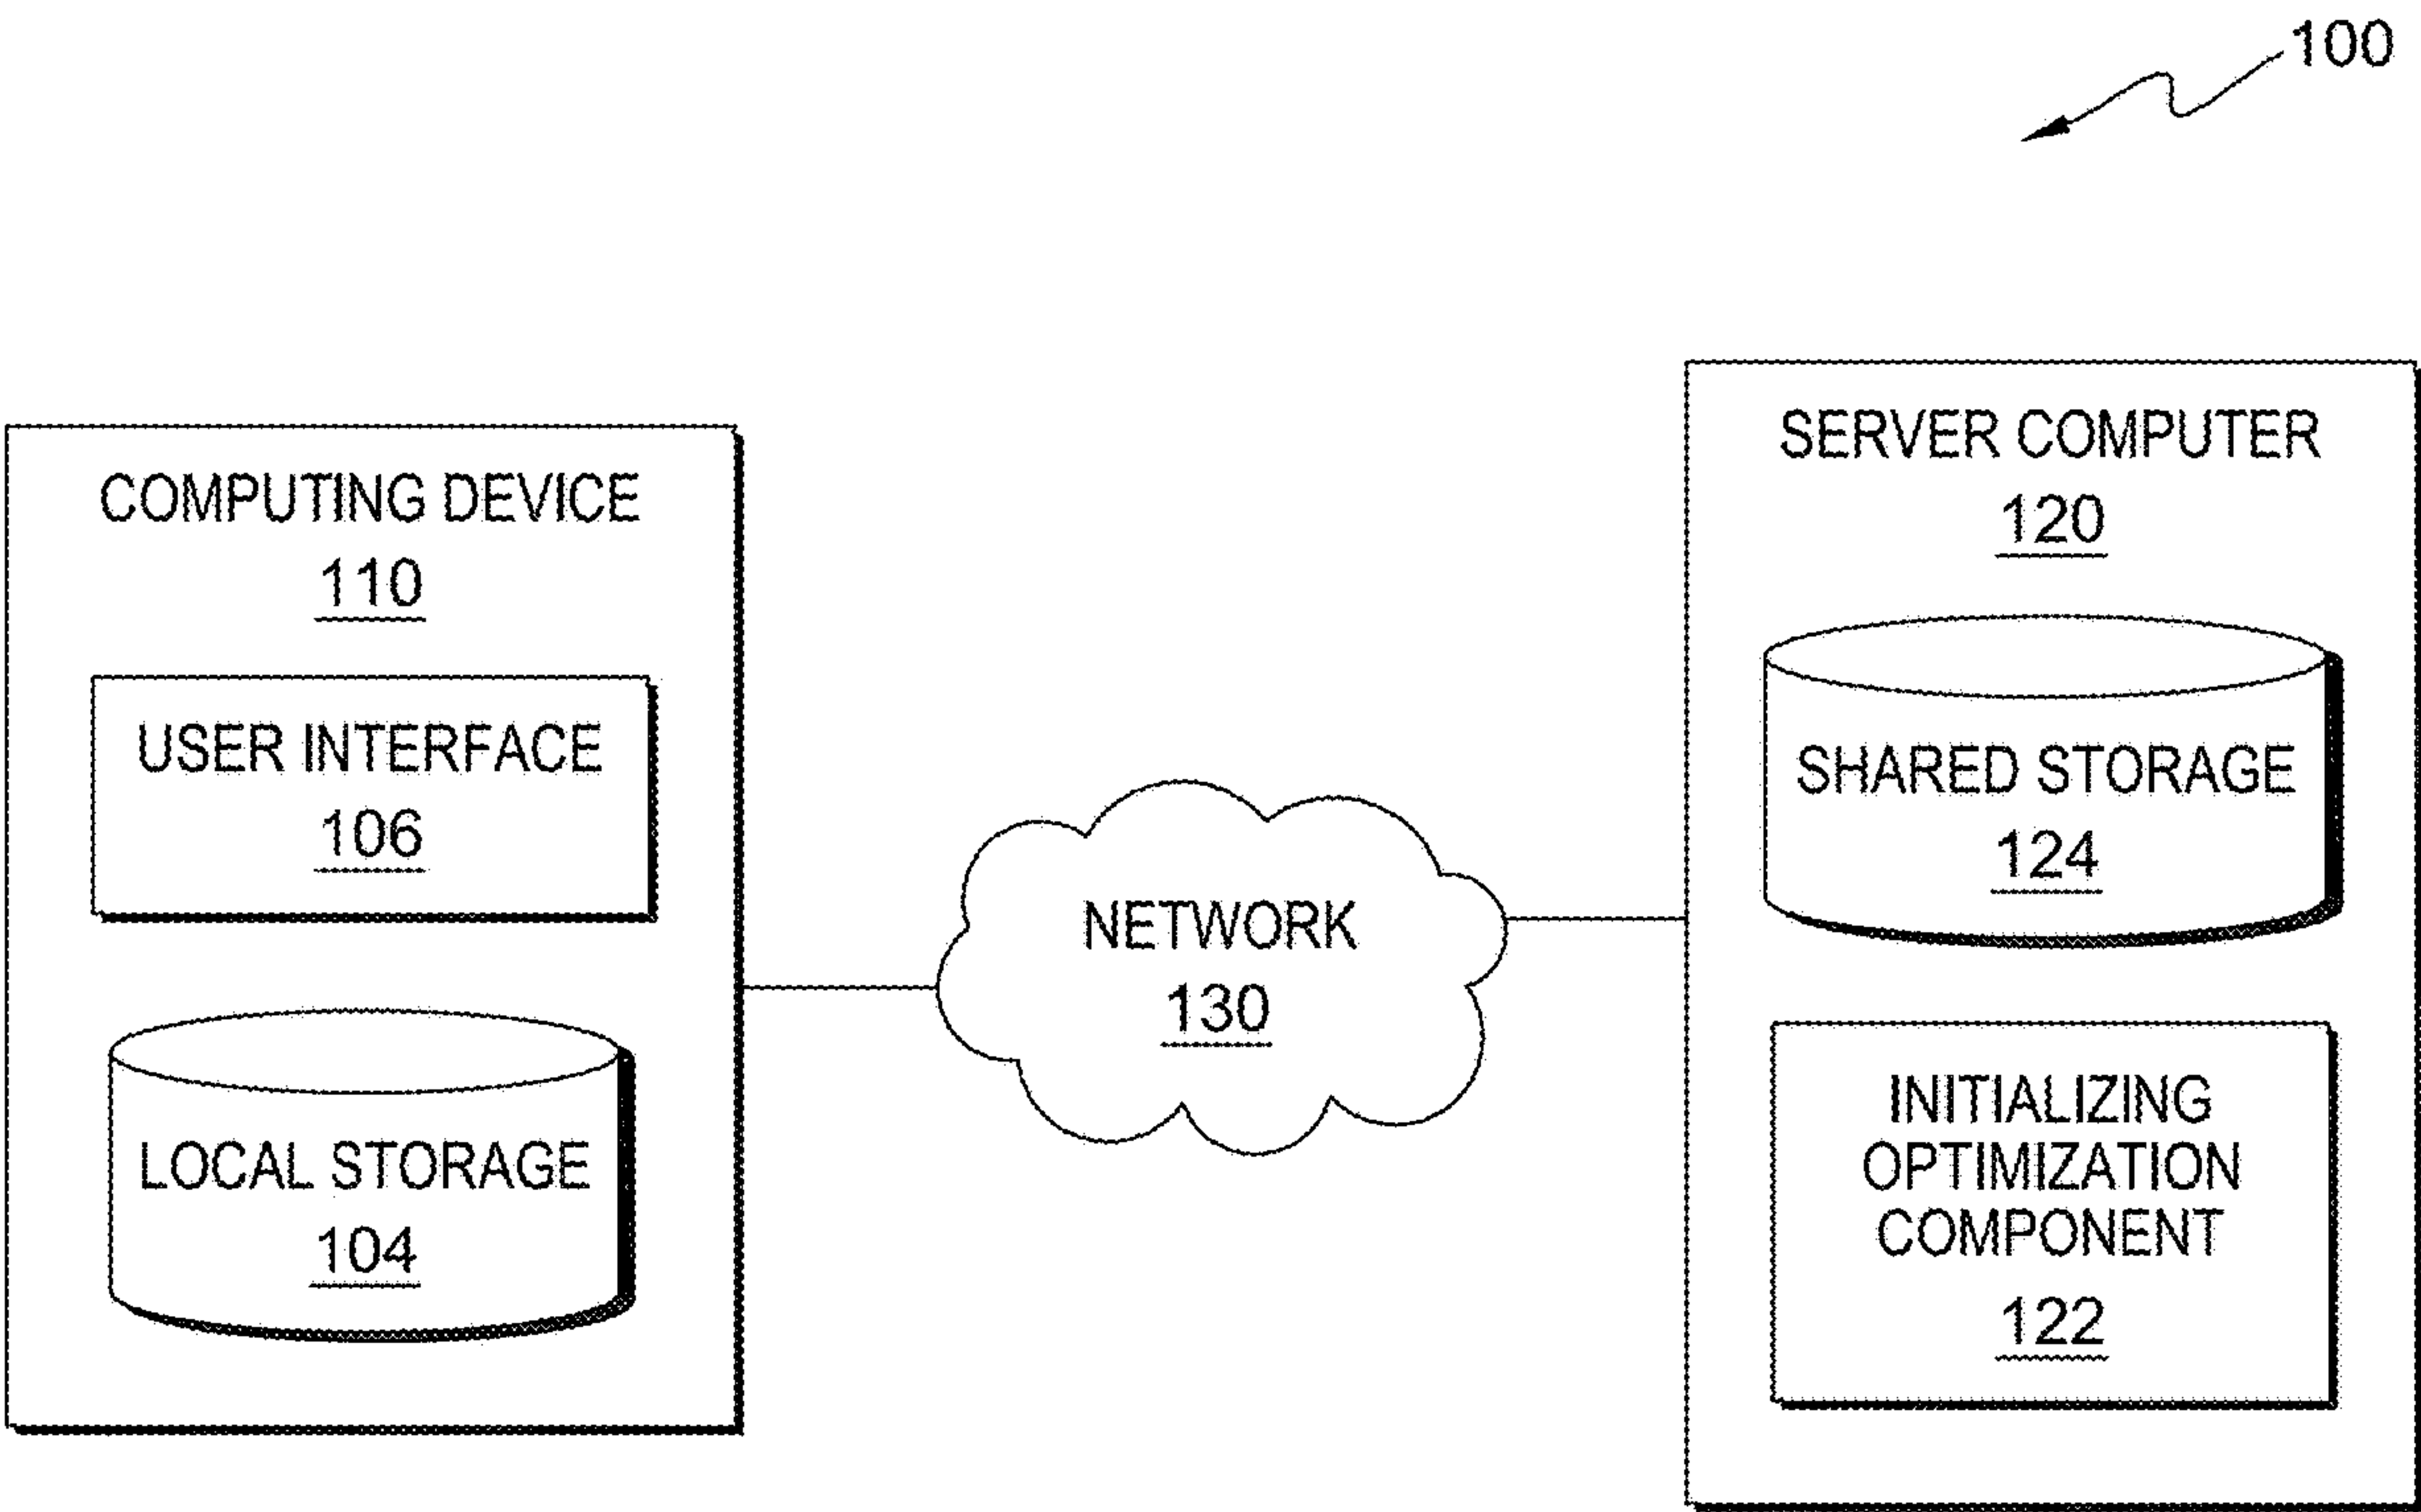 100
COMPUTING DEVICE
110
USER INTERFACE
106
LOCAL STORAGE
104
NETWORK
130
SERVER COMPUTER
120
SHARED STORAGE
124
INITIALIZING
OPTIMIZATION
COMPONENT
122